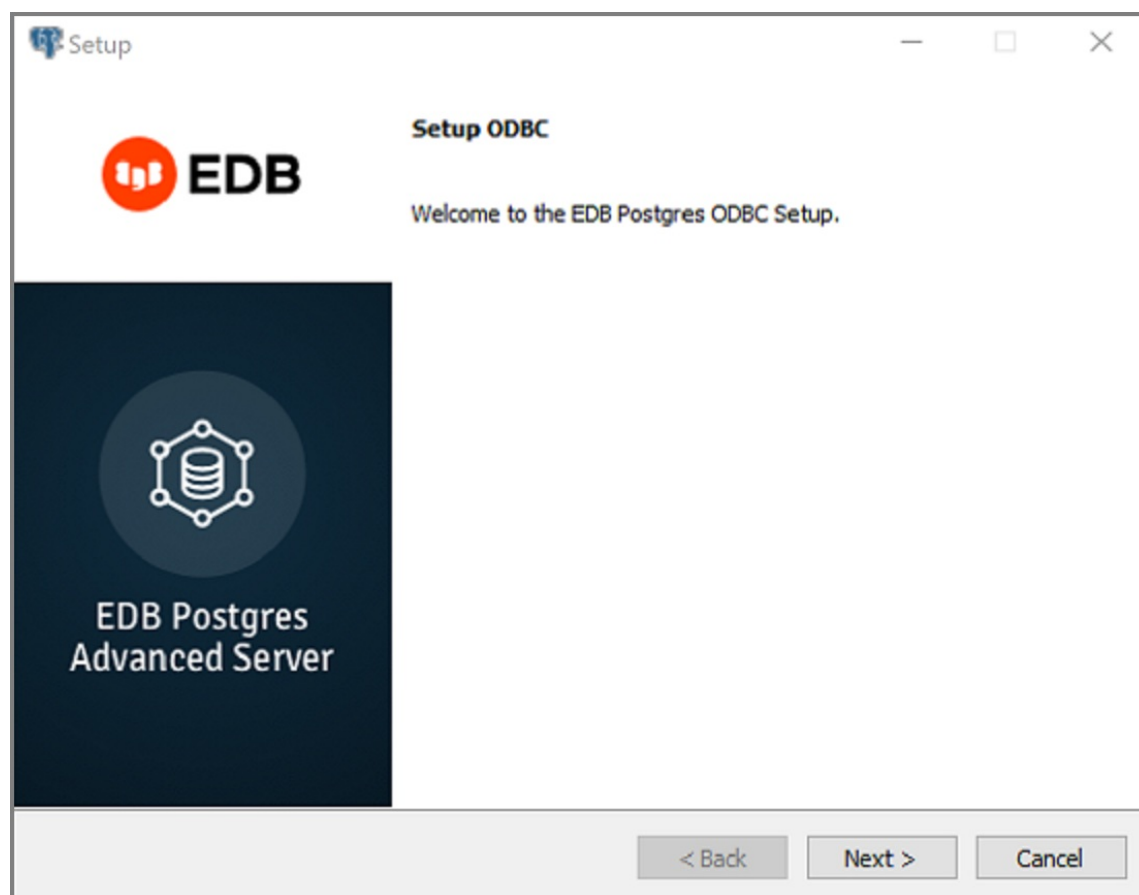 Setup
EDB
Setup ODBC
Welcome to the EDB Postgres ODBC Setup.
EDB Postgres
Advanced Server
< Back
Next >
Cancel